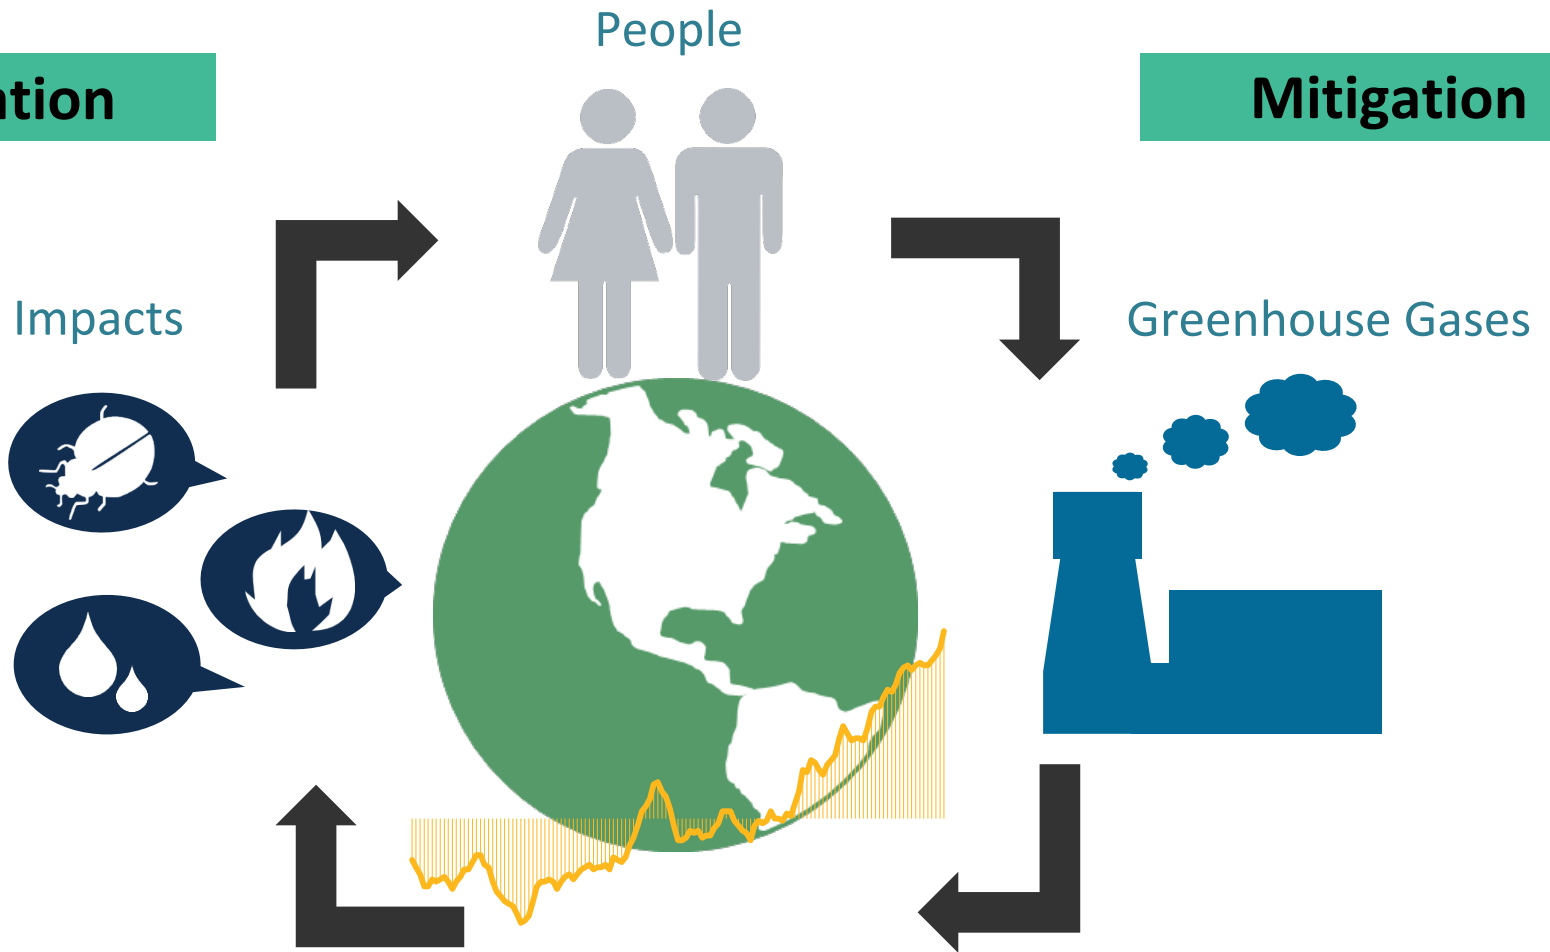 People
tion
Mitigation
Impacts
Greenhouse Gases